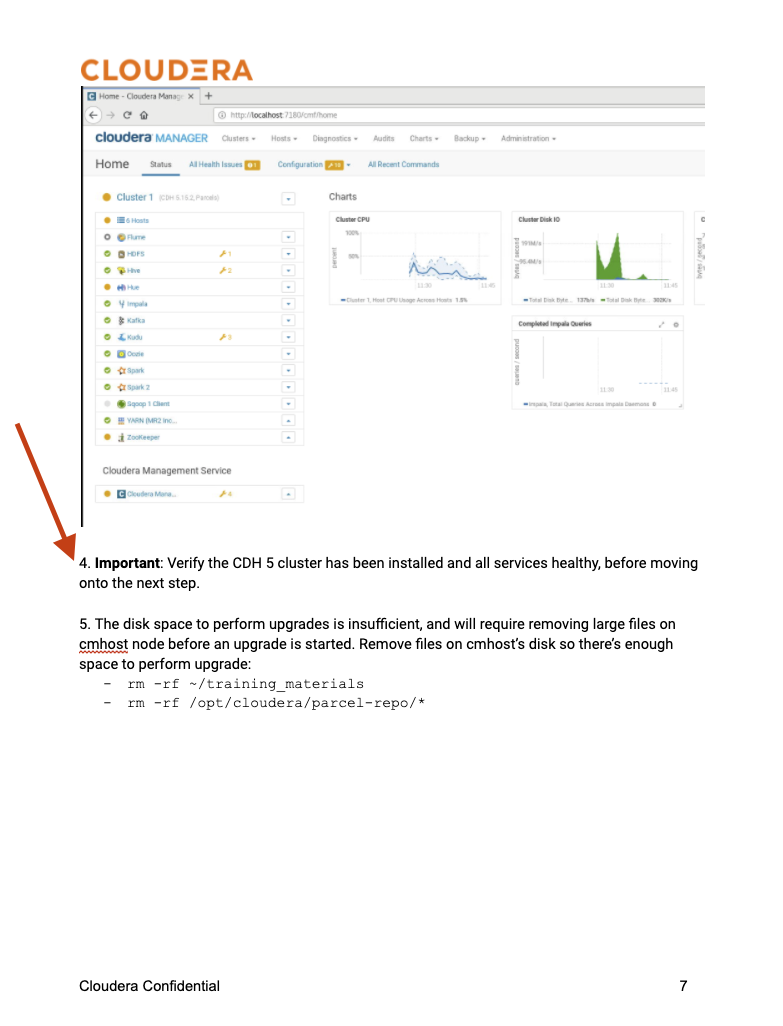 CLOUDERA
Home - Cloudera Manag
http://localhost:7180/cmf/home
cloudera MANAGER Clusters Hosts Diagnostics Audits Charts Backup Administration
Home Status All Health Issues 1 Configuration 10 All Recent Commands
Cluster 1 (CDH 5.15.2, Parcels)
5 Hosts
Flume
HDFS 1
Hive 2
Hue
Impala
Kafka
Kudu 3
Oozie
Spark
Spark 2
Sqoop 1 Client
YARN (MR2 Inc...
ZooKeeper
Cloudera Management Service
Cloudera Mana... 4
Charts
Cluster CPU
percent
100%
50%
11:30 11:45
Cluster 1, Host CPU Usage Across Hosts 1.8%
Cluster Disk IO
bytes / second
11:30 11:45
Total Disk Byte... Total Disk Byte...
Completed Impala Queries
queries / second
11:30 11:45
Impala, Total Queries Across Impala Daemons 0
4. Important: Verify the CDH 5 cluster has been installed and all services healthy, before moving
onto the next step.
5. The disk space to perform upgrades is insufficient, and will require removing large files on
cmhost node before an upgrade is started. Remove files on cmhost’s disk so there’s enough
space to perform upgrade:
- rm -rf ~/training_materials
- rm -rf /opt/cloudera/parcel-repo/*
Cloudera Confidential 7